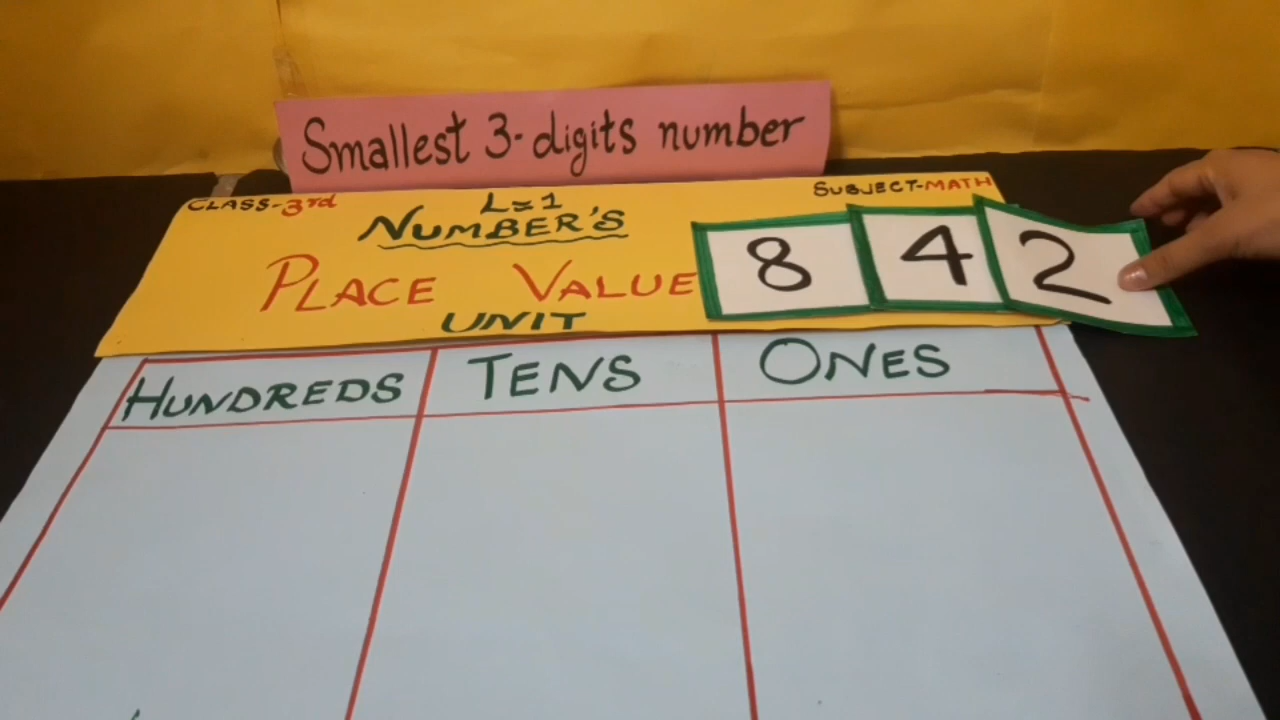 Smallest 3-digits number
CLASS-3rd
L=1
SUBJECT-MATH
NUMBER'S
PLACE VALUE
8 4 2
UNIT
HUNDREDS TENS ONES